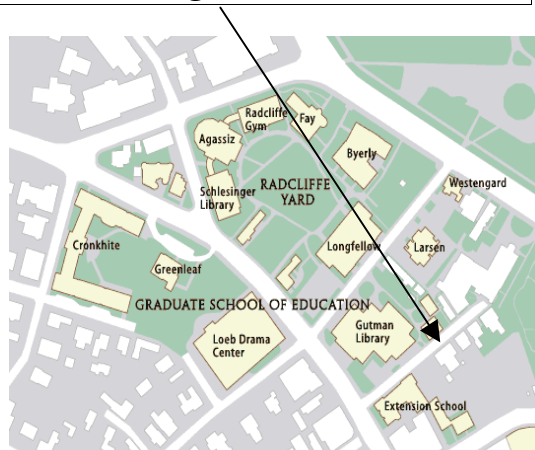 Radcliffe
Gym
Fay
Agassiz
Byerly
Schlesinger
Library
RADCLIFFE
YARD
Westengard
Cronkhite
Longfellow
Larsen
Greenleaf
GRADUATE SCHOOL OF EDUCATION
Loeb Drama
Center
Gutman
Library
Extension School